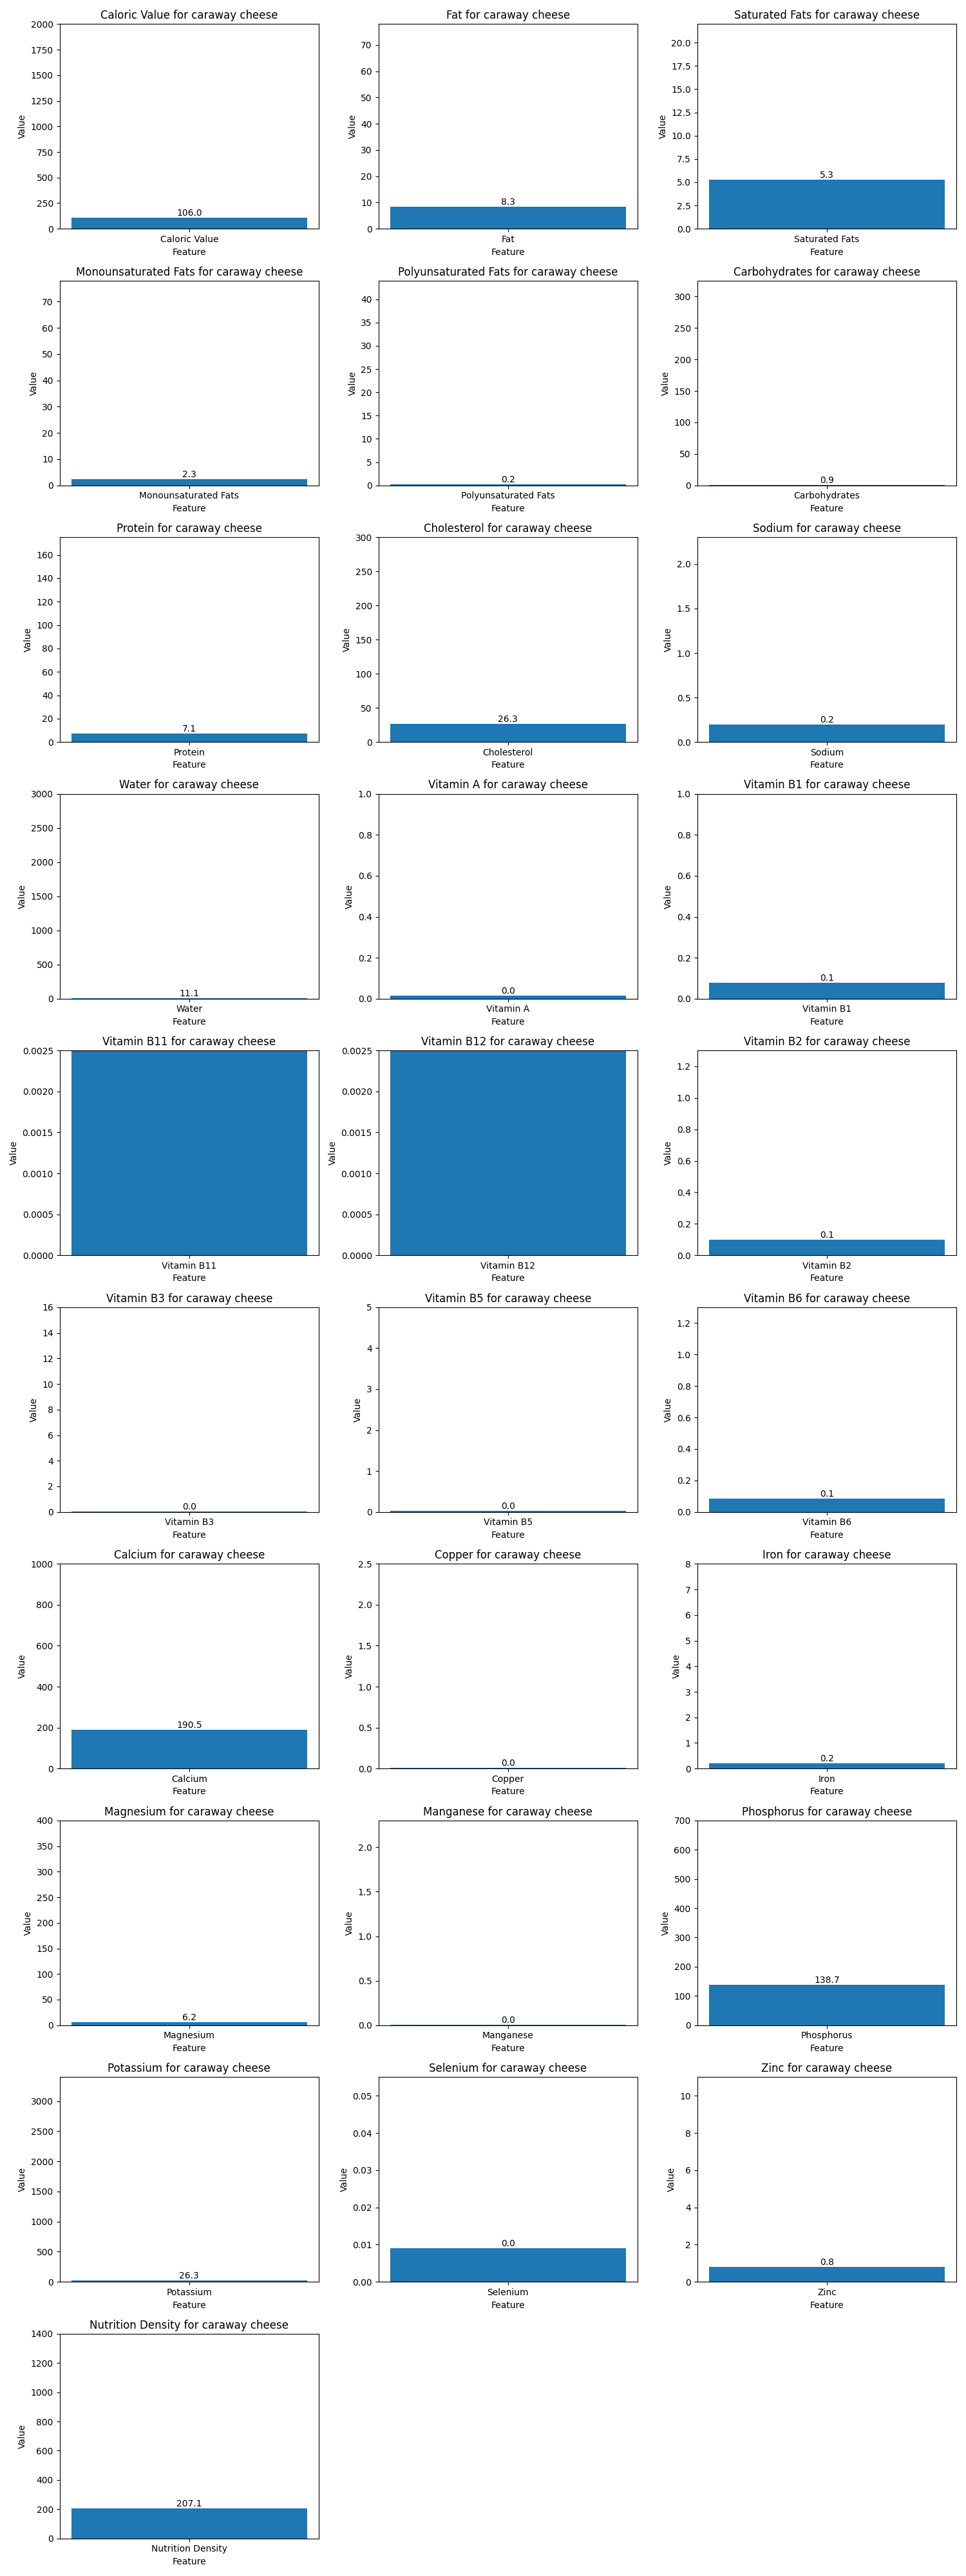 Caloric Value for caraway cheese
2000
1750
1500
1250
1000
750
500
250
0
Value
106.0
Caloric Value
Feature
Fat for caraway cheese
70
60
50
40
30
20
10
0
Value
8.3
Fat
Feature
Saturated Fats for caraway cheese
20.0
17.5
15.0
12.5
10.0
7.5
5.0
2.5
0.0
Value
5.3
Saturated Fats
Feature
Monounsaturated Fats for caraway cheese
70
60
50
40
30
20
10
0
Value
2.3
Monounsaturated Fats
Feature
Polyunsaturated Fats for caraway cheese
40
35
30
25
20
15
10
5
0
Value
0.2
Polyunsaturated Fats
Feature
Carbohydrates for caraway cheese
300
250
200
150
100
50
0
Value
0.9
Carbohydrates
Feature
Protein for caraway cheese
160
140
120
100
80
60
40
20
0
Value
7.1
Protein
Feature
Cholesterol for caraway cheese
300
250
200
150
100
50
0
Value
26.3
Cholesterol
Feature
Sodium for caraway cheese
2.0
1.5
1.0
0.5
0.0
Value
0.2
Sodium
Feature
Water for caraway cheese
3000
2500
2000
1500
1000
500
0
Value
11.1
Water
Feature
Vitamin A for caraway cheese
1.0
0.8
0.6
0.4
0.2
0.0
Value
0.0
Vitamin A
Feature
Vitamin B1 for caraway cheese
1.0
0.8
0.6
0.4
0.2
0.0
Value
0.1
Vitamin B1
Feature
Vitamin B11 for caraway cheese
0.0025
0.0020
0.0015
0.0010
0.0005
0.0000
Value
Vitamin B11
Feature
Vitamin B12 for caraway cheese
0.0025
0.0020
0.0015
0.0010
0.0005
0.0000
Value
Vitamin B12
Feature
Vitamin B2 for caraway cheese
1.2
1.0
0.8
0.6
0.4
0.2
0.0
Value
0.1
Vitamin B2
Feature
Vitamin B3 for caraway cheese
16
14
12
10
8
6
4
2
0
Value
0.0
Vitamin B3
Feature
Vitamin B5 for caraway cheese
5
4
3
2
1
0
Value
0.0
Vitamin B5
Feature
Vitamin B6 for caraway cheese
1.2
1.0
0.8
0.6
0.4
0.2
0.0
Value
0.1
Vitamin B6
Feature
Calcium for caraway cheese
1000
800
600
400
200
0
Value
190.5
Calcium
Feature
Copper for caraway cheese
2.5
2.0
1.5
1.0
0.5
0.0
Value
0.0
Copper
Feature
Iron for caraway cheese
8
7
6
5
4
3
2
1
0
Value
0.2
Iron
Feature
Magnesium for caraway cheese
400
350
300
250
200
150
100
50
0
Value
6.2
Magnesium
Feature
Manganese for caraway cheese
2.0
1.5
1.0
0.5
0.0
Value
0.0
Manganese
Feature
Phosphorus for caraway cheese
700
600
500
400
300
200
100
0
Value
138.7
Phosphorus
Feature
Potassium for caraway cheese
3000
2500
2000
1500
1000
500
0
Value
26.3
Potassium
Feature
Selenium for caraway cheese
0.05
0.04
0.03
0.02
0.01
0.00
Value
0.0
Selenium
Feature
Zinc for caraway cheese
10
8
6
4
2
0
Value
0.8
Zinc
Feature
Nutrition Density for caraway cheese
1400
1200
1000
800
600
400
200
0
Value
207.1
Nutrition Density
Feature